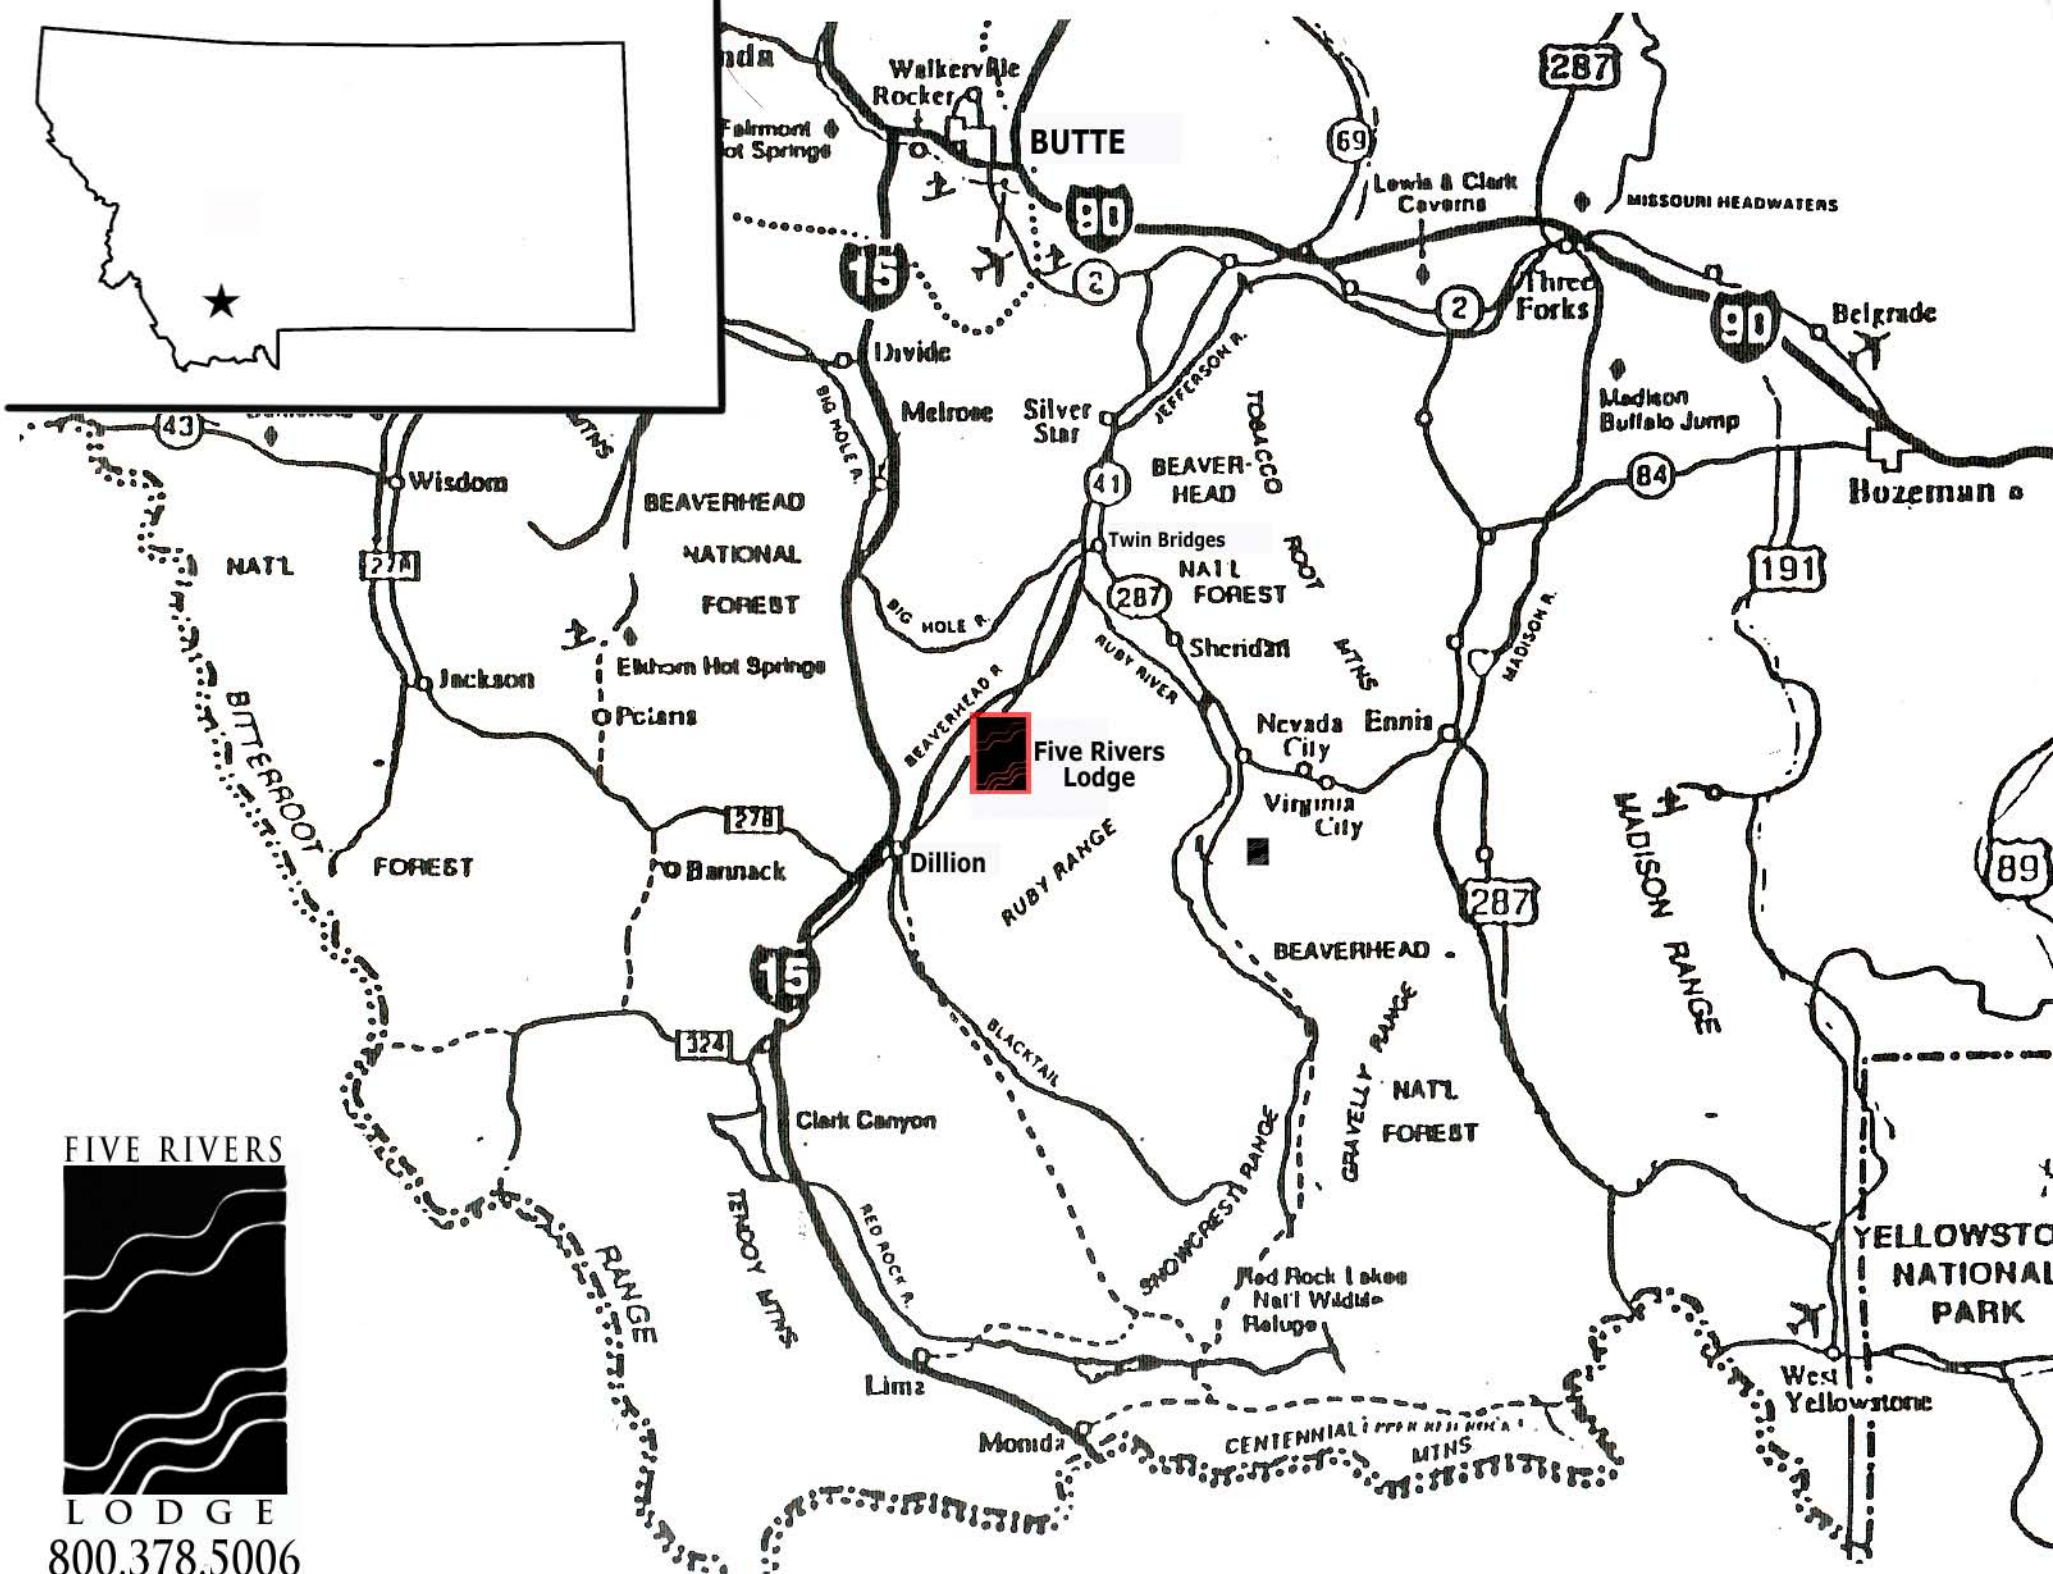 Walkerville
Rocker
BUTTE
287
69
Fairmont
ot Springs
Lewis & Clark
Caverns
MISSOURI HEADWATERS
90
15
2
2
Three
Forks
90
Belgrade
Divide
BIG HOLE R.
Melrose
Silver
Star
JEFFERSON R.
TOBACCO
ROOT
MTNS
Madison
Buffalo Jump
43
MTNS
Wisdom
BEAVERHEAD
NATIONAL
FOREST
41
BEAVER-
HEAD
NAT'L
FOREST
84
Bozeman
Twin Bridges
NAT'L
278
287
191
BIG HOLE R.
Elkhorn Hot Springs
RUBY RIVER
Sheridan
MADISON R.
Jackson
Polaris
BEAVERHEAD R
Five Rivers
Lodge
Nevada
City
Ennis
Virginia
City
BITTERROOT
RANGE
278
FOREST
Bannack
Dillion
RUBY RANGE
MADISON RANGE
287
89
BEAVERHEAD
NAT'L
FOREST
15
324
BLACKTAIL
GRAVELLY RANGE
Clark Canyon
SNOWCREST RANGE
TENDOY MTNS
RED ROCK R.
Red Rock Lakes
Nat'l Wildlife
Refuge
YELLOWSTO
NATIONAL
PARK
Lima
Monida
CENTENNIAL
MTNS
West
Yellowstone
FIVE RIVERS
LODGE
800.378.5006